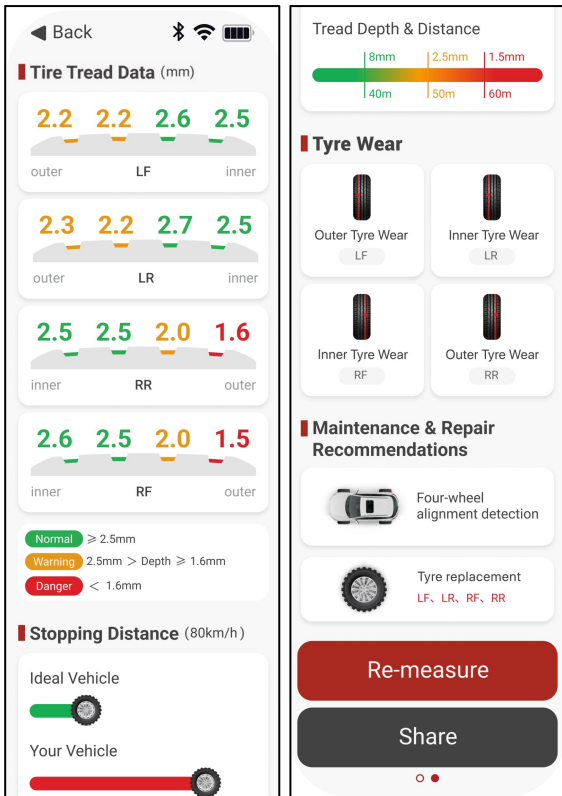 Back
Tire Tread Data (mm)
2.2 2.2 2.6 2.5
outer LF inner
2.3 2.2 2.7 2.5
outer LR inner
2.5 2.5 2.0 1.6
inner RR outer
2.6 2.5 2.0 1.5
inner RF outer
Normal ≥ 2.5mm
Warning 2.5mm > Depth ≥ 1.6mm
Danger < 1.6mm
Stopping Distance (80km/h)
Ideal Vehicle
Your Vehicle
Tread Depth & Distance
8mm 2.5mm 1.5mm
40m 50m 60m
Tyre Wear
Outer Tyre Wear Inner Tyre Wear
LF LR
Inner Tyre Wear Outer Tyre Wear
RF RR
Maintenance & Repair
Recommendations
Four-wheel
alignment detection
Tyre replacement
LF、LR、RF、RR
Re-measure
Share